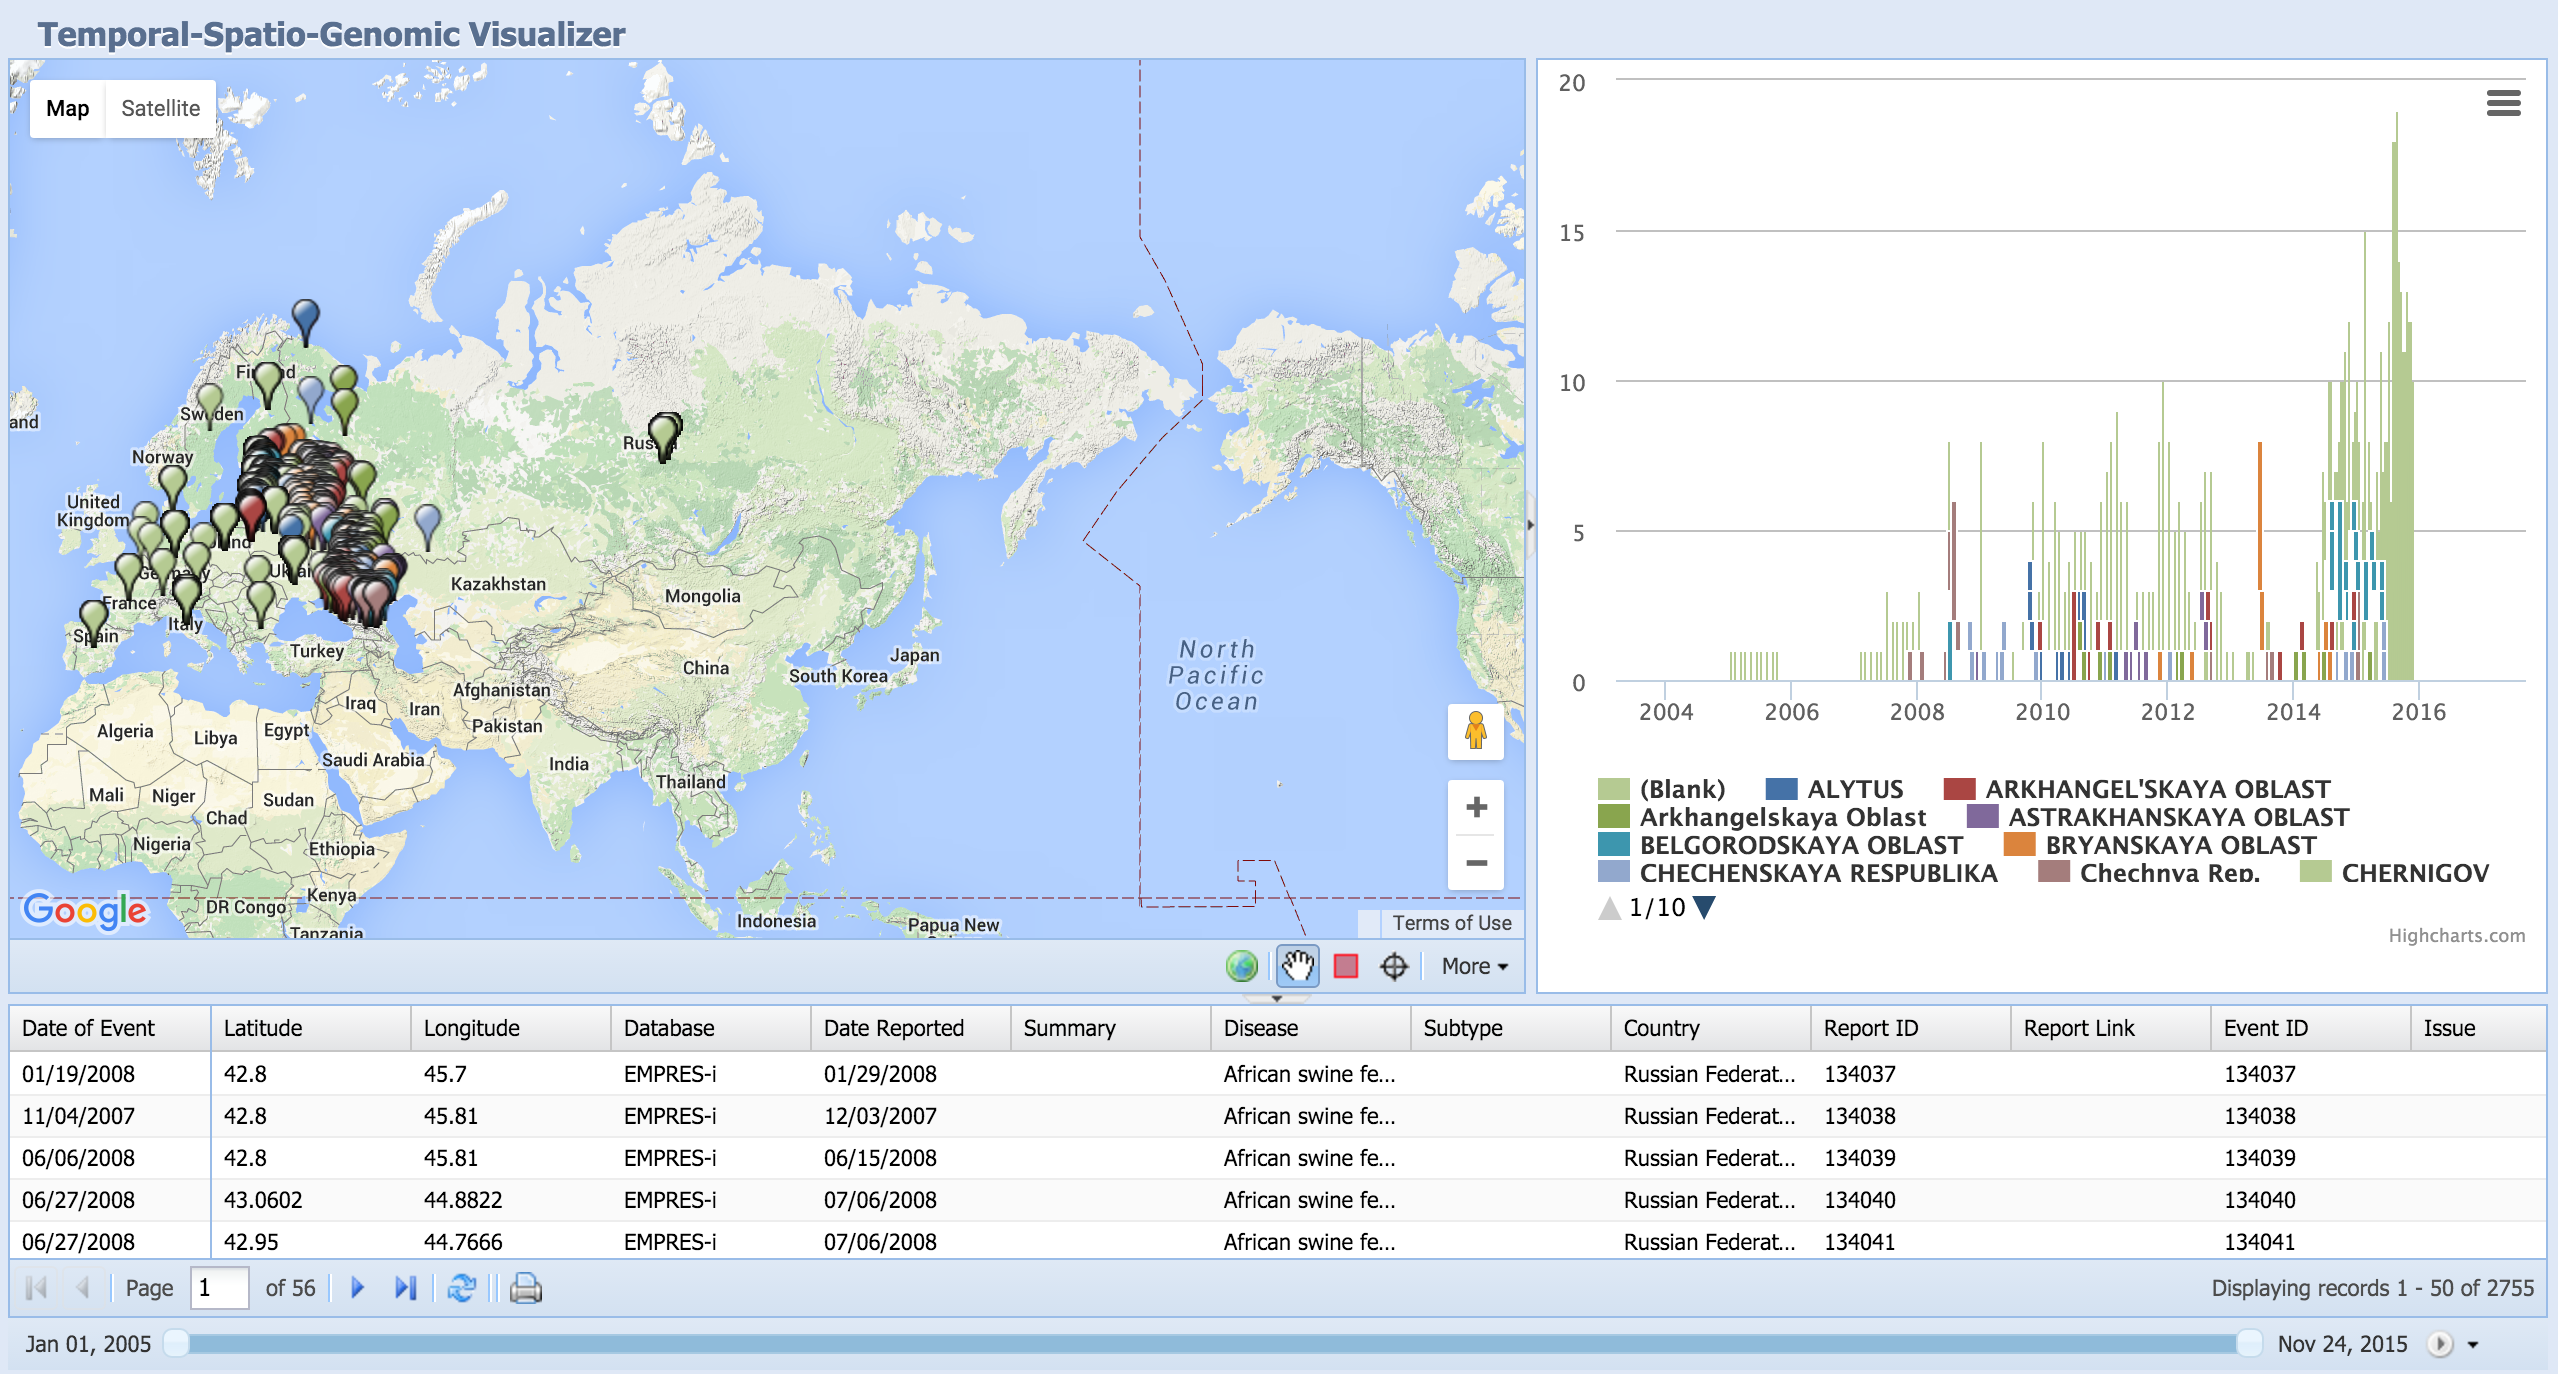 Temporal-Spatio-Genomic Visualizer
Map Satellite
and
Sweden
Norway
United
Kingdom
France
Spain
Italy
Turkey
Kazakhstan
Mongolia
China
Japan
South Korea
Afghanistan
Iraq
Iran
Pakistan
Algeria
Libya
Egypt
Saudi Arabia
India
Thailand
Mali
Niger
Chad
Sudan
Nigeria
Ethiopia
Kenya
DR Congo
Tanzania
Indonesia
Papua New
North
Pacific
Ocean
Google
Terms of Use
More
20
15
10
5
0
2004 2006 2008 2010 2012 2014 2016
(Blank) ALYTUS ARKHANGEL'SKAYA OBLAST
Arkhangelskaya Oblast ASTRAKHANSKAYA OBLAST
BELGORODSKAYA OBLAST BRYANSKAYA OBLAST
CHECHENSKAYA RESPUBLIKA Chechnya Rep. CHERNIGOV
1/10
Highcharts.com
Date of Event Latitude Longitude Database Date Reported Summary Disease Subtype Country Report ID Report Link Event ID Issue
01/19/2008 42.8 45.7 EMPRES-i 01/29/2008 African swine fe... Russian Federat... 134037 134037
11/04/2007 42.8 45.81 EMPRES-i 12/03/2007 African swine fe... Russian Federat... 134038 134038
06/06/2008 42.8 45.81 EMPRES-i 06/15/2008 African swine fe... Russian Federat... 134039 134039
06/27/2008 43.0602 44.8822 EMPRES-i 07/06/2008 African swine fe... Russian Federat... 134040 134040
06/27/2008 42.95 44.7666 EMPRES-i 07/06/2008 African swine fe... Russian Federat... 134041 134041
Page 1 of 56
Displaying records 1 - 50 of 2755
Jan 01, 2005
Nov 24, 2015